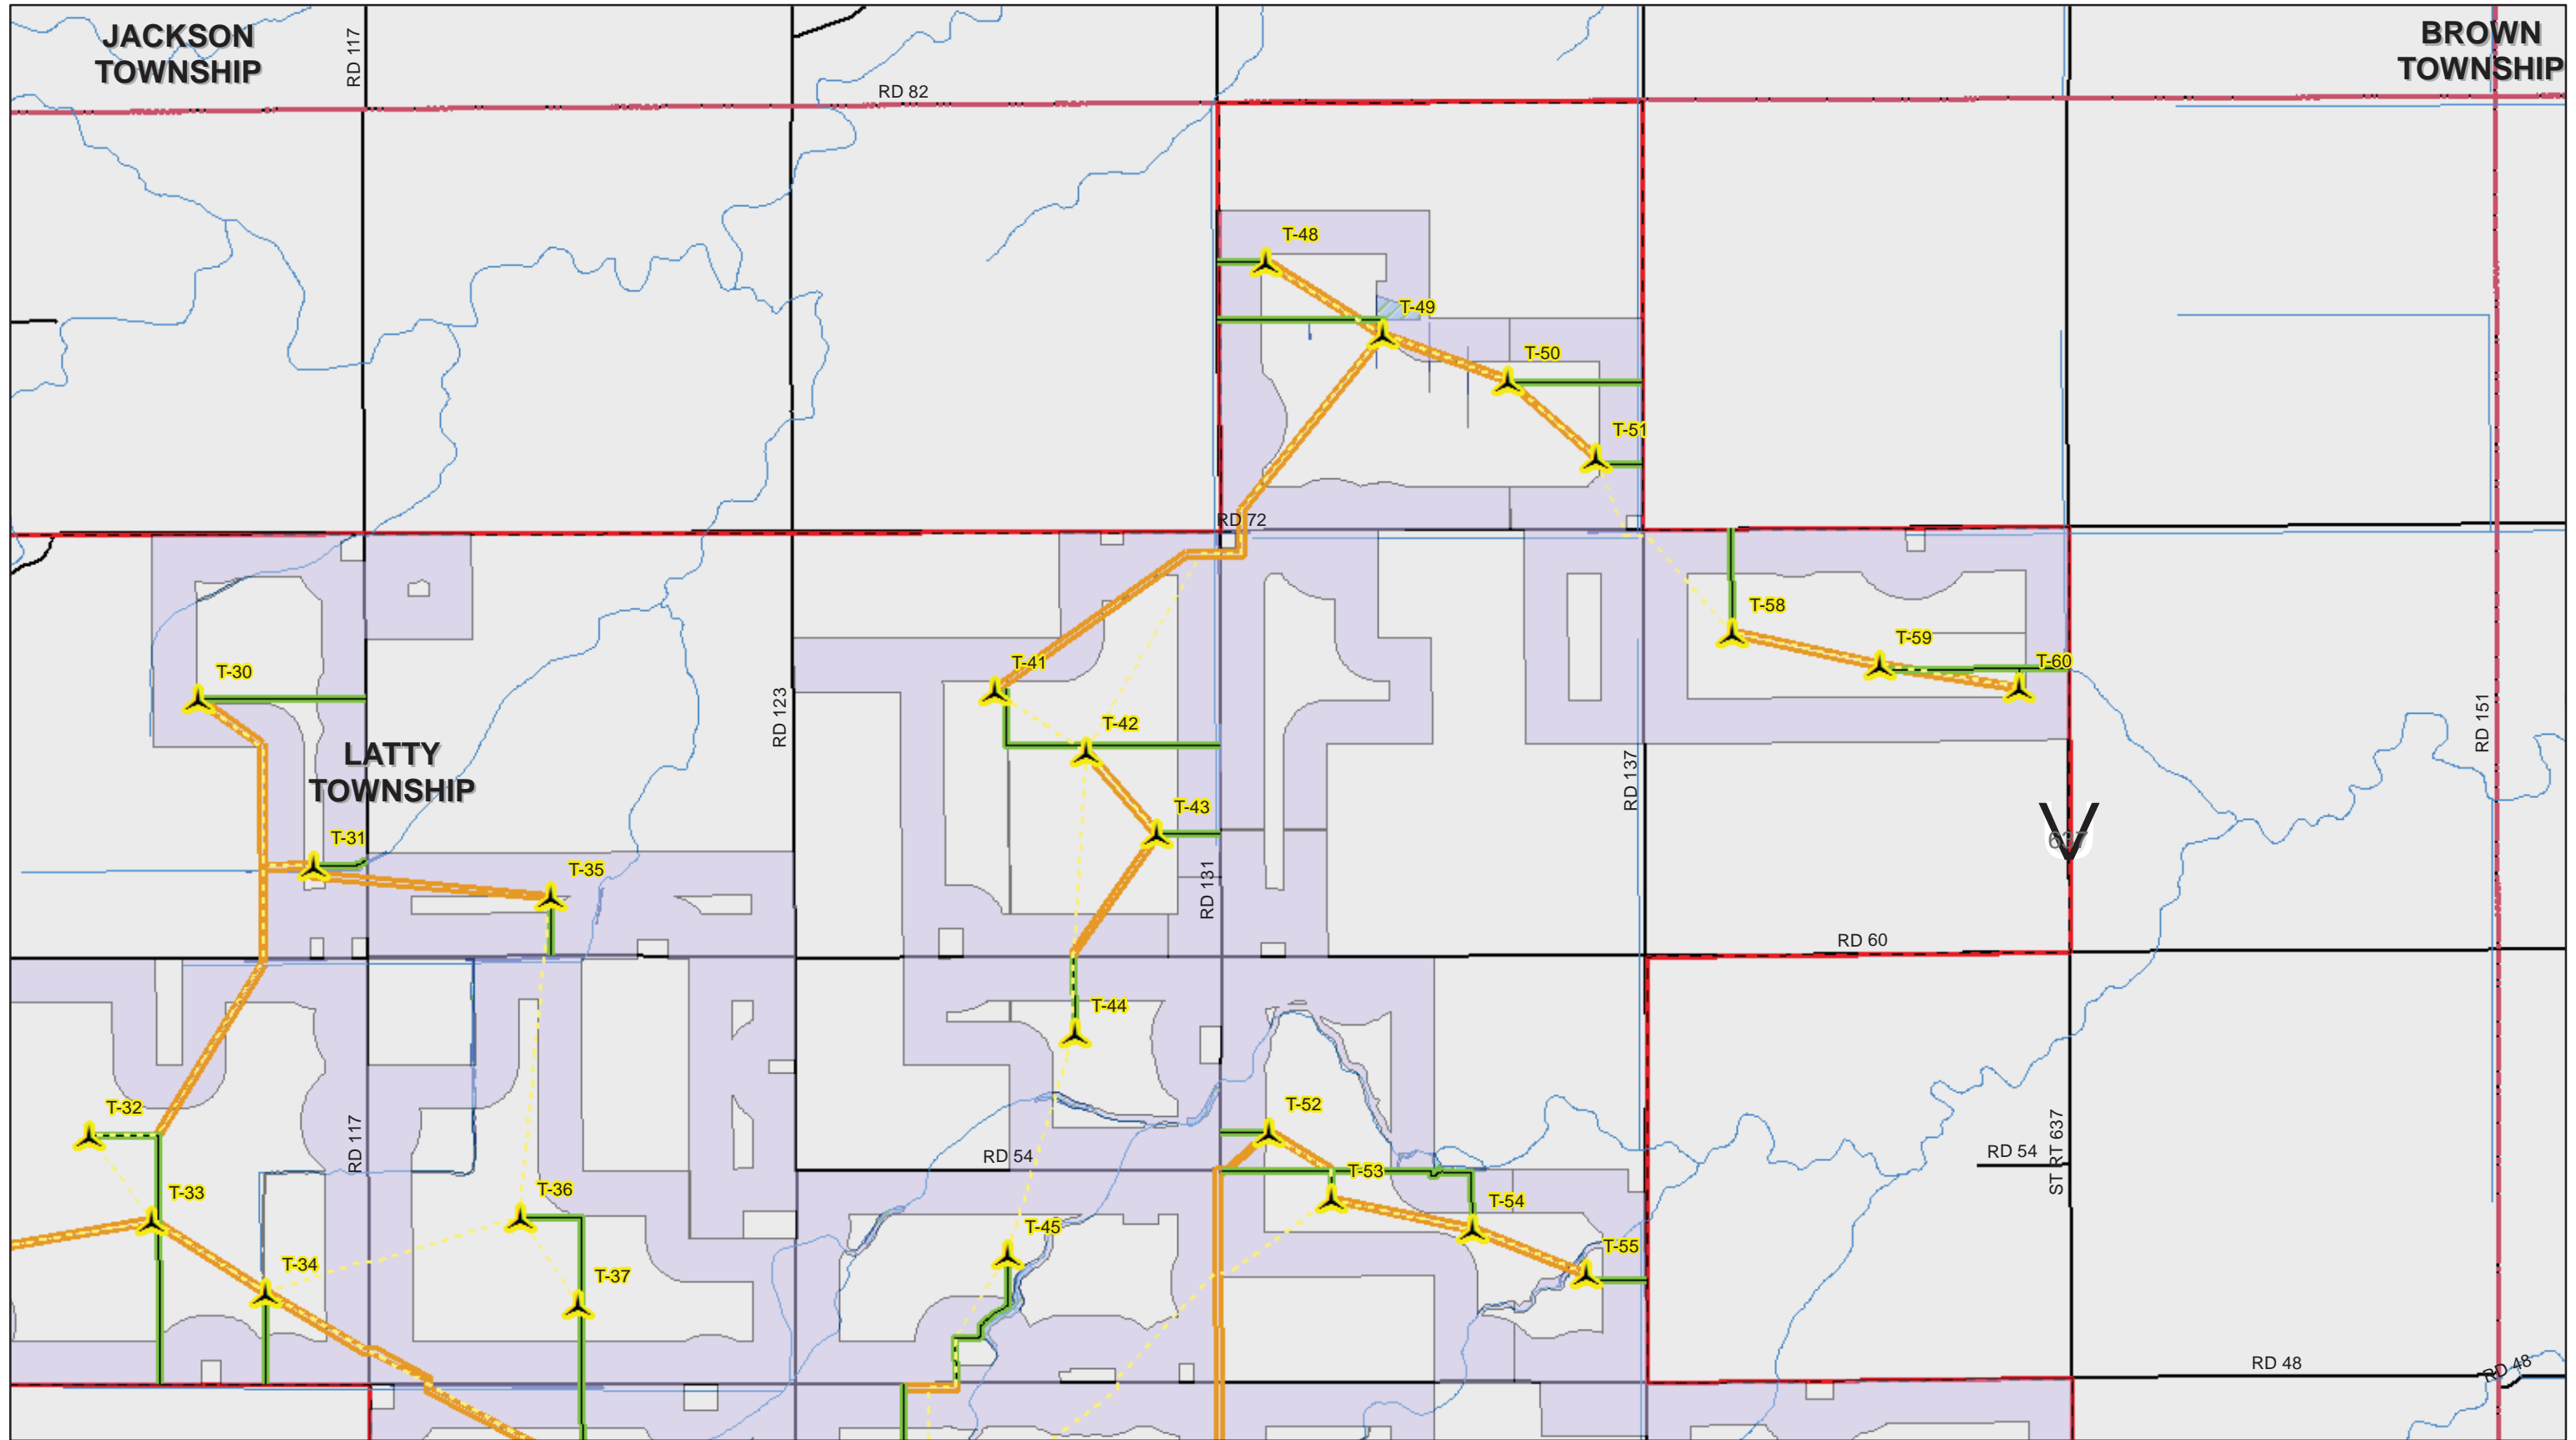 JACKSON
TOWNSHIP
RD 117
RD 82
BROWN
TOWNSHIP
T-48
T-49
T-50
T-51
RD 72
T-58
T-59
T-60
T-30
T-41
T-42
RD 123
RD 137
RD 151
LATTY
TOWNSHIP
T-43
T-31
T-35
637
RD 131
RD 60
T-44
T-32
T-52
RD 117
RD 54
T-53
RD 54
ST RT 637
T-33
T-36
T-54
T-45
T-55
T-34
T-37
RD 48
RD 48